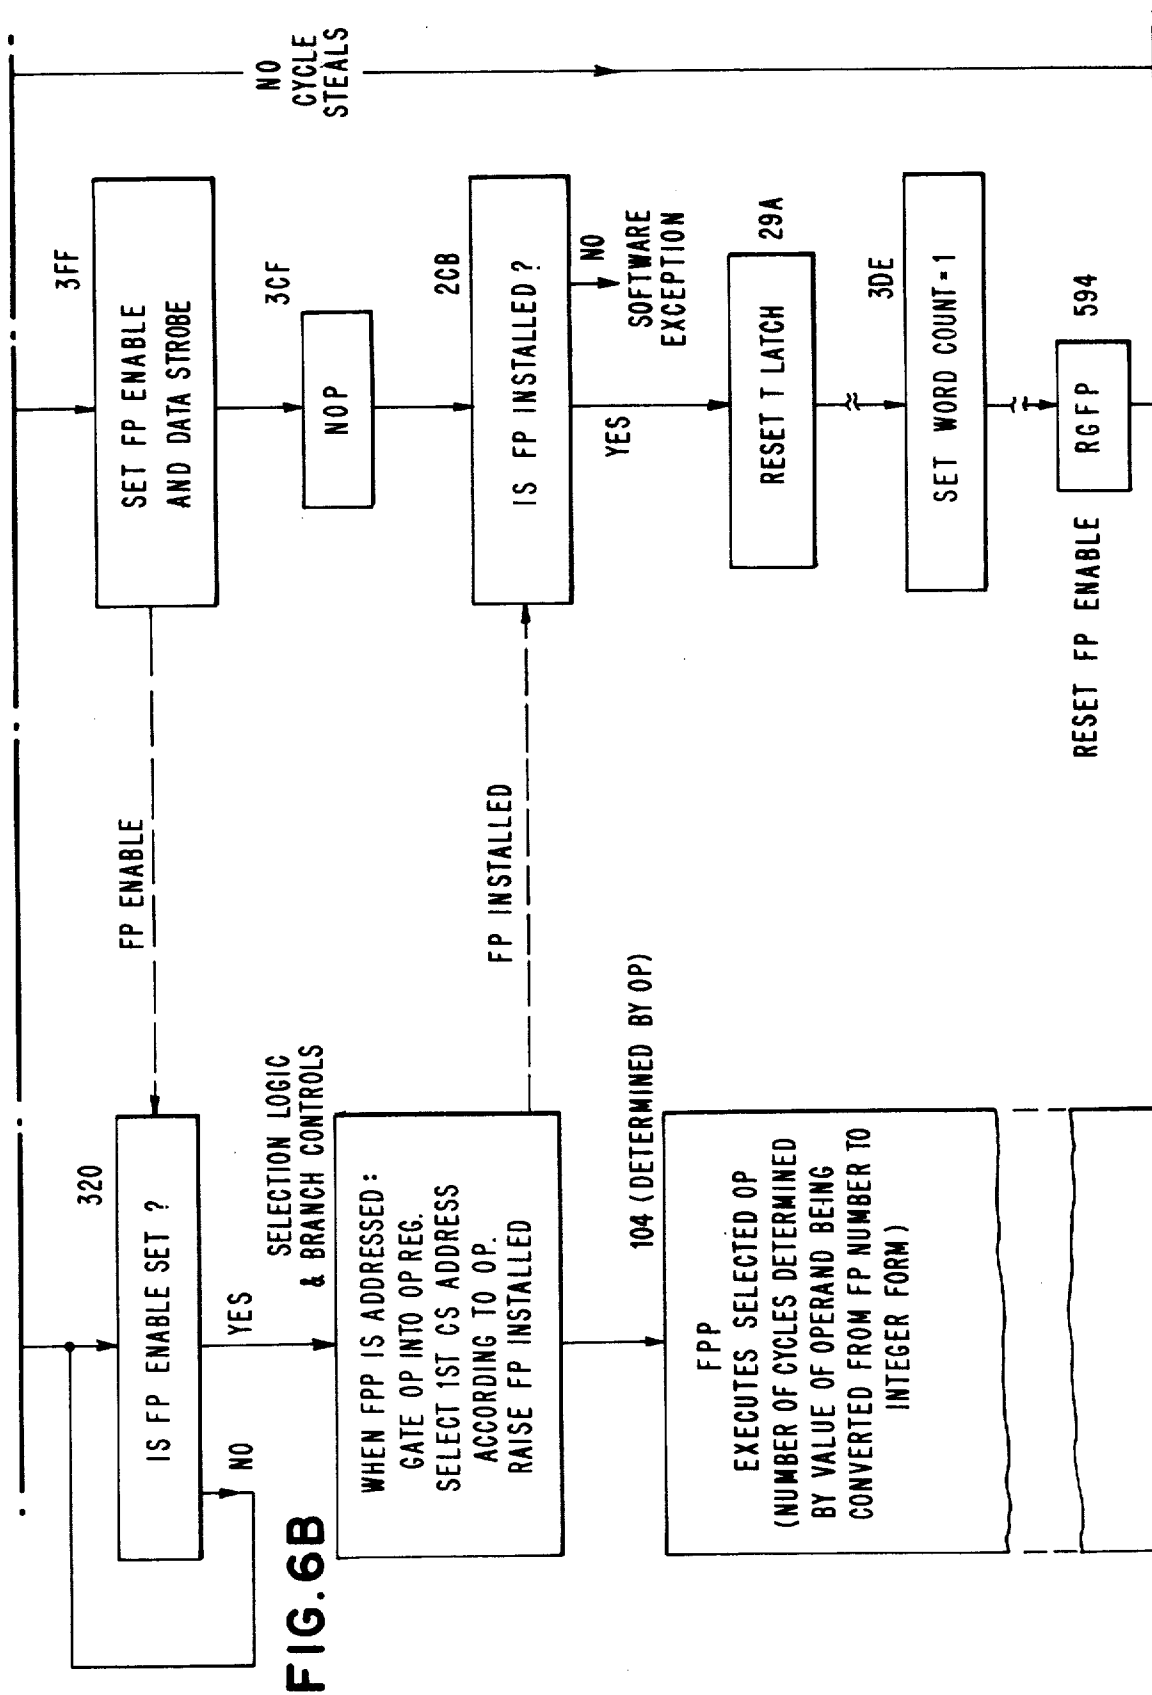 NO
CYCLE
STEALS
3FF
SET FP ENABLE
AND DATA STROBE
FP ENABLE
320
IS FP ENABLE SET ?
NO
YES
3CF
NOP
SELECTION LOGIC
& BRANCH CONTROLS
WHEN FPP IS ADDRESSED:
GATE OP INTO OP REG.
SELECT 1ST CS ADDRESS
ACCORDING TO OP.
RAISE FP INSTALLED
FP INSTALLED
2CB
IS FP INSTALLED ?
NO
SOFTWARE
EXCEPTION
YES
29A
RESET T LATCH
104 (DETERMINED BY OP)
FPP
EXECUTES SELECTED OP
(NUMBER OF CYCLES DETERMINED
BY VALUE OF OPERAND BEING
CONVERTED FROM FP NUMBER TO
INTEGER FORM)
3DE
SET WORD COUNT=1
RGFP
594
RESET FP ENABLE
FIG.6B